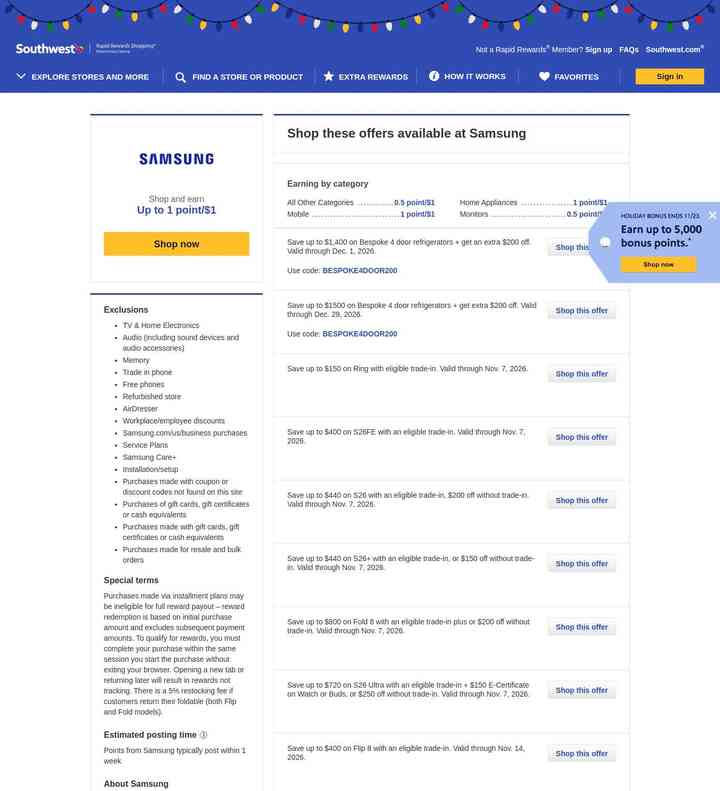 Southwest
Rapid Rewards Shopping®
Not a Rapid Rewards® Member? Sign up FAQs Southwest.com®
EXPLORE STORES AND MORE
FIND A STORE OR PRODUCT
EXTRA REWARDS
HOW IT WORKS
FAVORITES
Sign in
SAMSUNG
Shop and earn
Up to 1 point/$1
Shop now
Exclusions
• TV & Home Electronics
• Audio (including sound devices and
audio accessories)
• Memory
• Trade in phone
• Free phones
• Refurbished store
• AirDresser
• Workplace/employee discounts
• Samsung.com/us/business purchases
• Service Plans
• Samsung Care+
• Installation/setup
• Purchases made with coupon or
discount codes not found on this site
• Purchases of gift cards, gift certificates
or cash equivalents
• Purchases made with gift cards, gift
certificates or cash equivalents
• Purchases made for resale and bulk
orders
Special terms
Purchases made via installment plans may
be ineligible for full reward payout – reward
redemption is based on initial purchase
amount and excludes subsequent payment
amounts. To qualify for rewards, you must
complete your purchase within the same
session you start the purchase without
exiting your browser. Opening a new tab or
returning later will result in rewards not
tracking. There is a 5% restocking fee if
customers return their foldable (both Flip
and Fold models).
Estimated posting time
Points from Samsung typically post within 1
week
About Samsung
Shop these offers available at Samsung
Earning by category
All Other Categories 0.5 point/$1
Home Appliances 1 point/$1
Mobile 1 point/$1
Monitors 0.5
Save up to $1,400 on Bespoke 4 door refrigerators + get an extra $200 off.
Valid through Dec. 1, 2026.
Use code: BESPOKE4DOOR200
Shop this
Save up to $1500 on Bespoke 4 door refrigerators + get extra $200 off. Valid
through Dec. 29, 2026.
Use code: BESPOKE4DOOR200
Shop this offer
Save up to $150 on Ring with eligible trade-in. Valid through Nov. 7, 2026.
Shop this offer
Save up to $400 on S26FE with an eligible trade-in. Valid through Nov. 7,
2026.
Shop this offer
Save up to $440 on S26 with an eligible trade-in, $200 off without trade-in.
Valid through Nov. 7, 2026.
Shop this offer
Save up to $440 on S26+ with an eligible trade-in, or $150 off without trade-
in. Valid through Nov. 7, 2026.
Shop this offer
Save up to $800 on Fold 8 with an eligible trade-in plus or $200 off without
trade-in. Valid through Nov. 7, 2026.
Shop this offer
Save up to $720 on S26 Ultra with an eligible trade-in + $150 E-Certificate
on Watch or Buds, or $250 off without trade-in. Valid through Nov. 7, 2026.
Shop this offer
Save up to $400 on Flip 8 with an eligible trade-in. Valid through Nov. 14,
2026.
Shop this offer
HOLIDAY BONUS ENDS 11/23
Earn up to 5,000
bonus points.*
Shop now